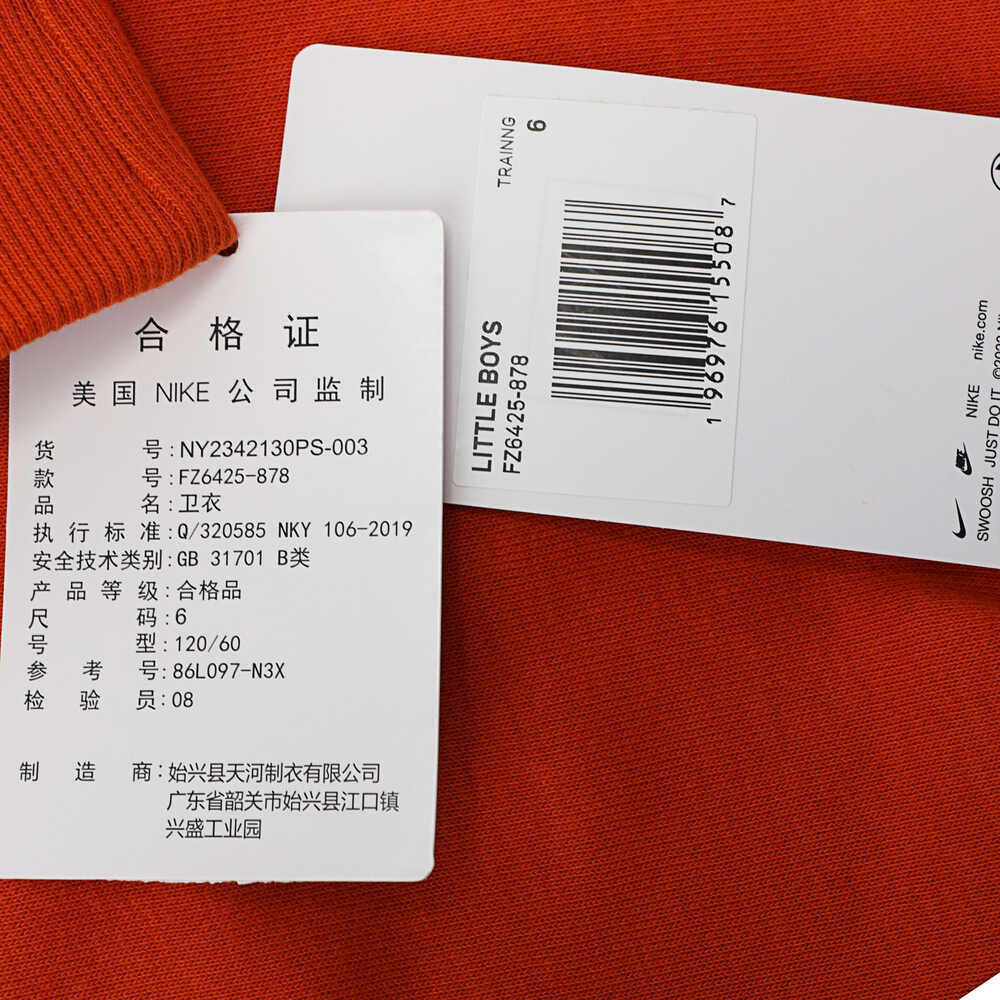 合格证
美国 NIKE 公司监制
货号:NY2342130PS-003
款号:FZ6425-878
品名:卫衣
执行标准:Q/320585 NKY 106-2019
安全技术类别:GB 31701 B类
产品等级:合格品
尺码:6
号型:120/60
参考号:86L097-N3X
检验员:08
制造商:始兴县天河制衣有限公司
广东省韶关市始兴县江口镇
兴盛工业园
TRAINNG
6
LITTLE BOYS
FZ6425-878
1 96976 15508 7
NIKE nike.com
SWOOSH JUST DO IT